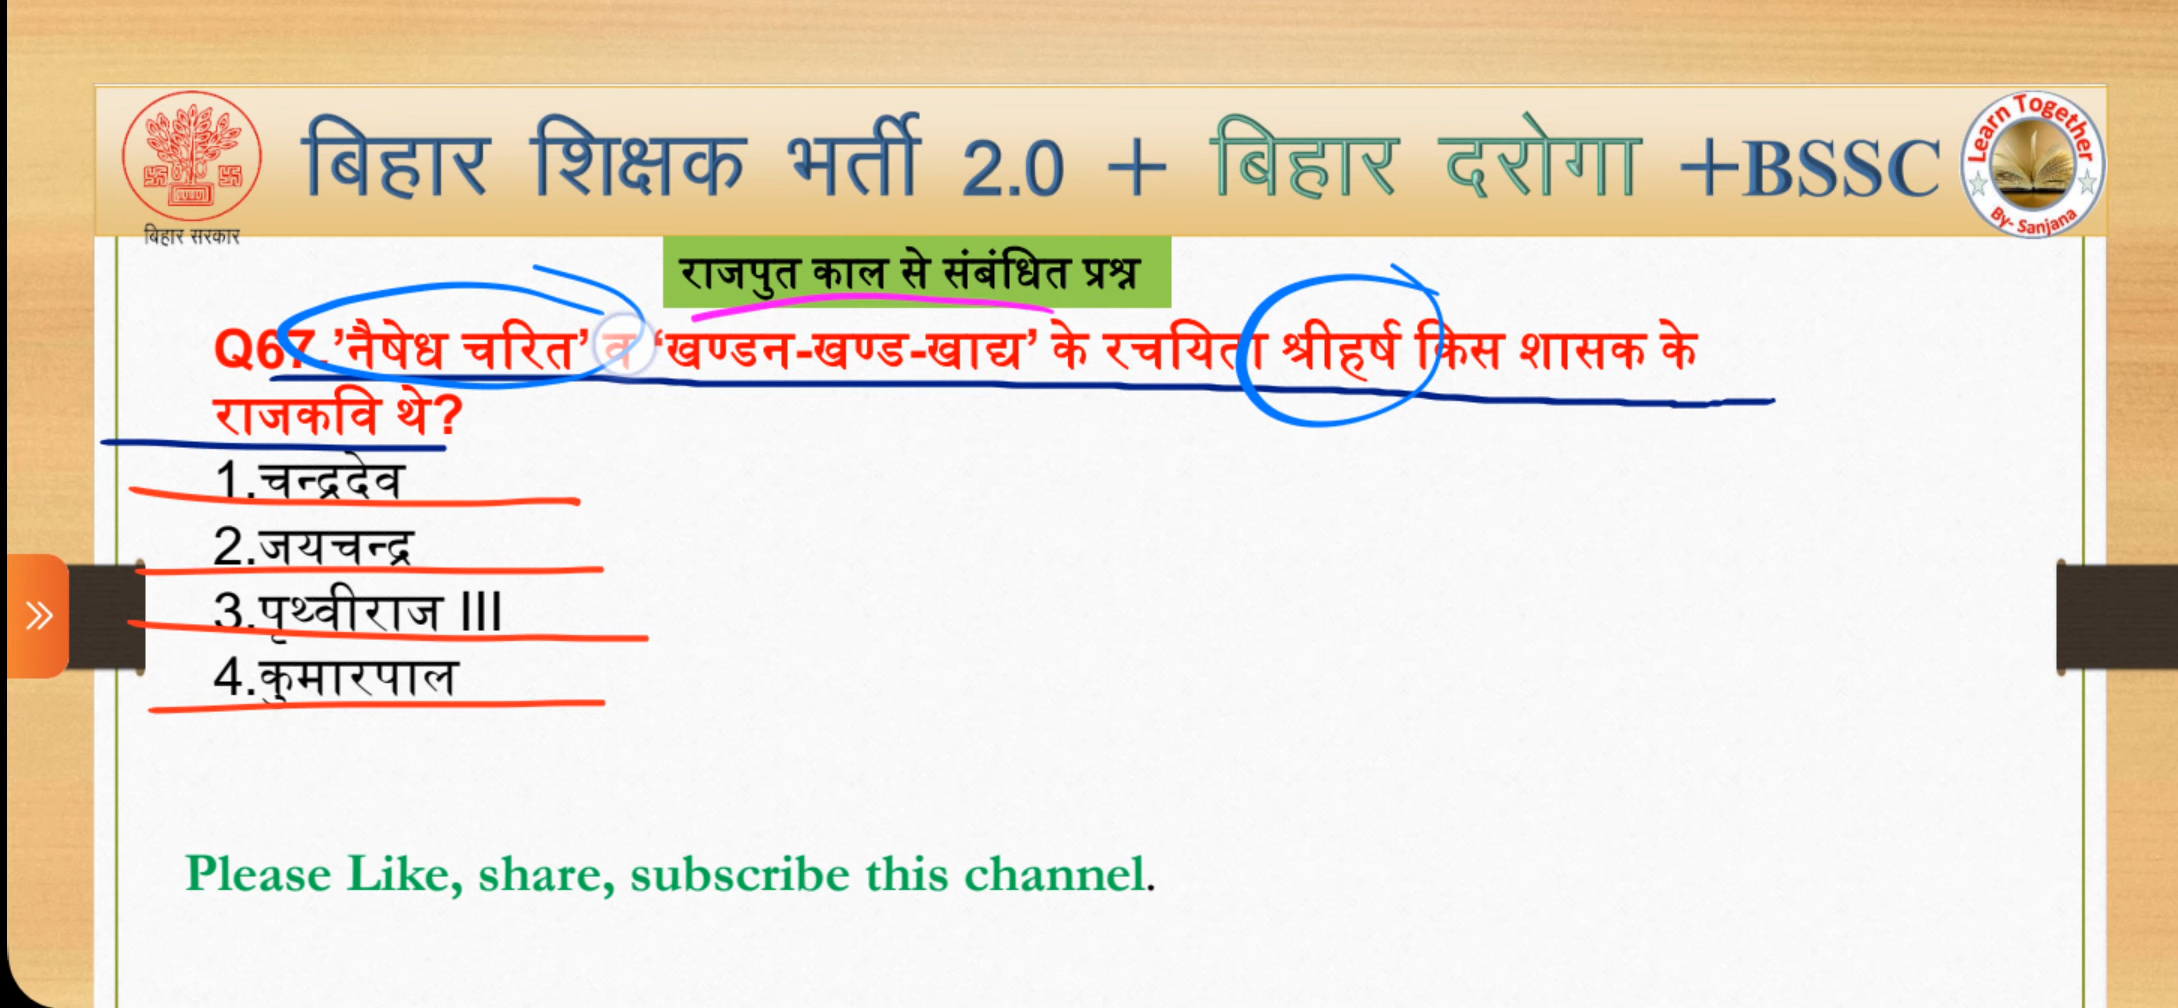 बिहार शिक्षक भर्ती 2.0 + बिहार दरोगा +BSSC
Learn Together
By- Sanjana
बिहार सरकार
राजपुत काल से संबंधित प्रश्न
Q67.’नैषेध चरित’ व ‘खण्डन-खण्ड-खाद्य’ के रचयिता श्रीहर्ष किस शासक के
राजकवि थे?
1.चन्द्रदेव
2.जयचन्द्र
3.पृथ्वीराज III
4.कुमारपाल
Please Like, share, subscribe this channel.